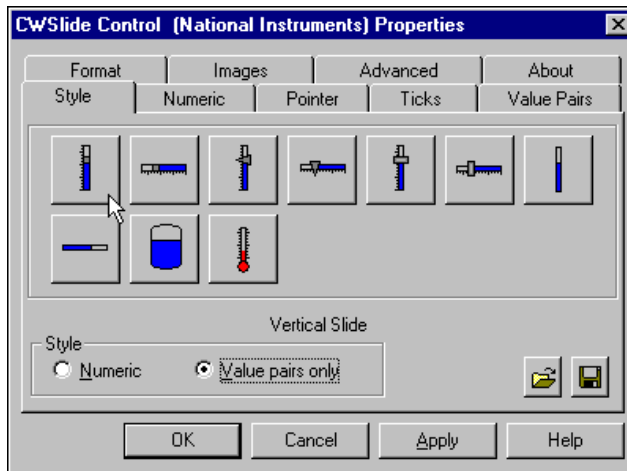 CWSlide Control (National Instruments) Properties
Format Images Advanced About
Style Numeric Pointer Ticks Value Pairs
Vertical Slide
Style
Numeric Value pairs only
OK Cancel Apply Help